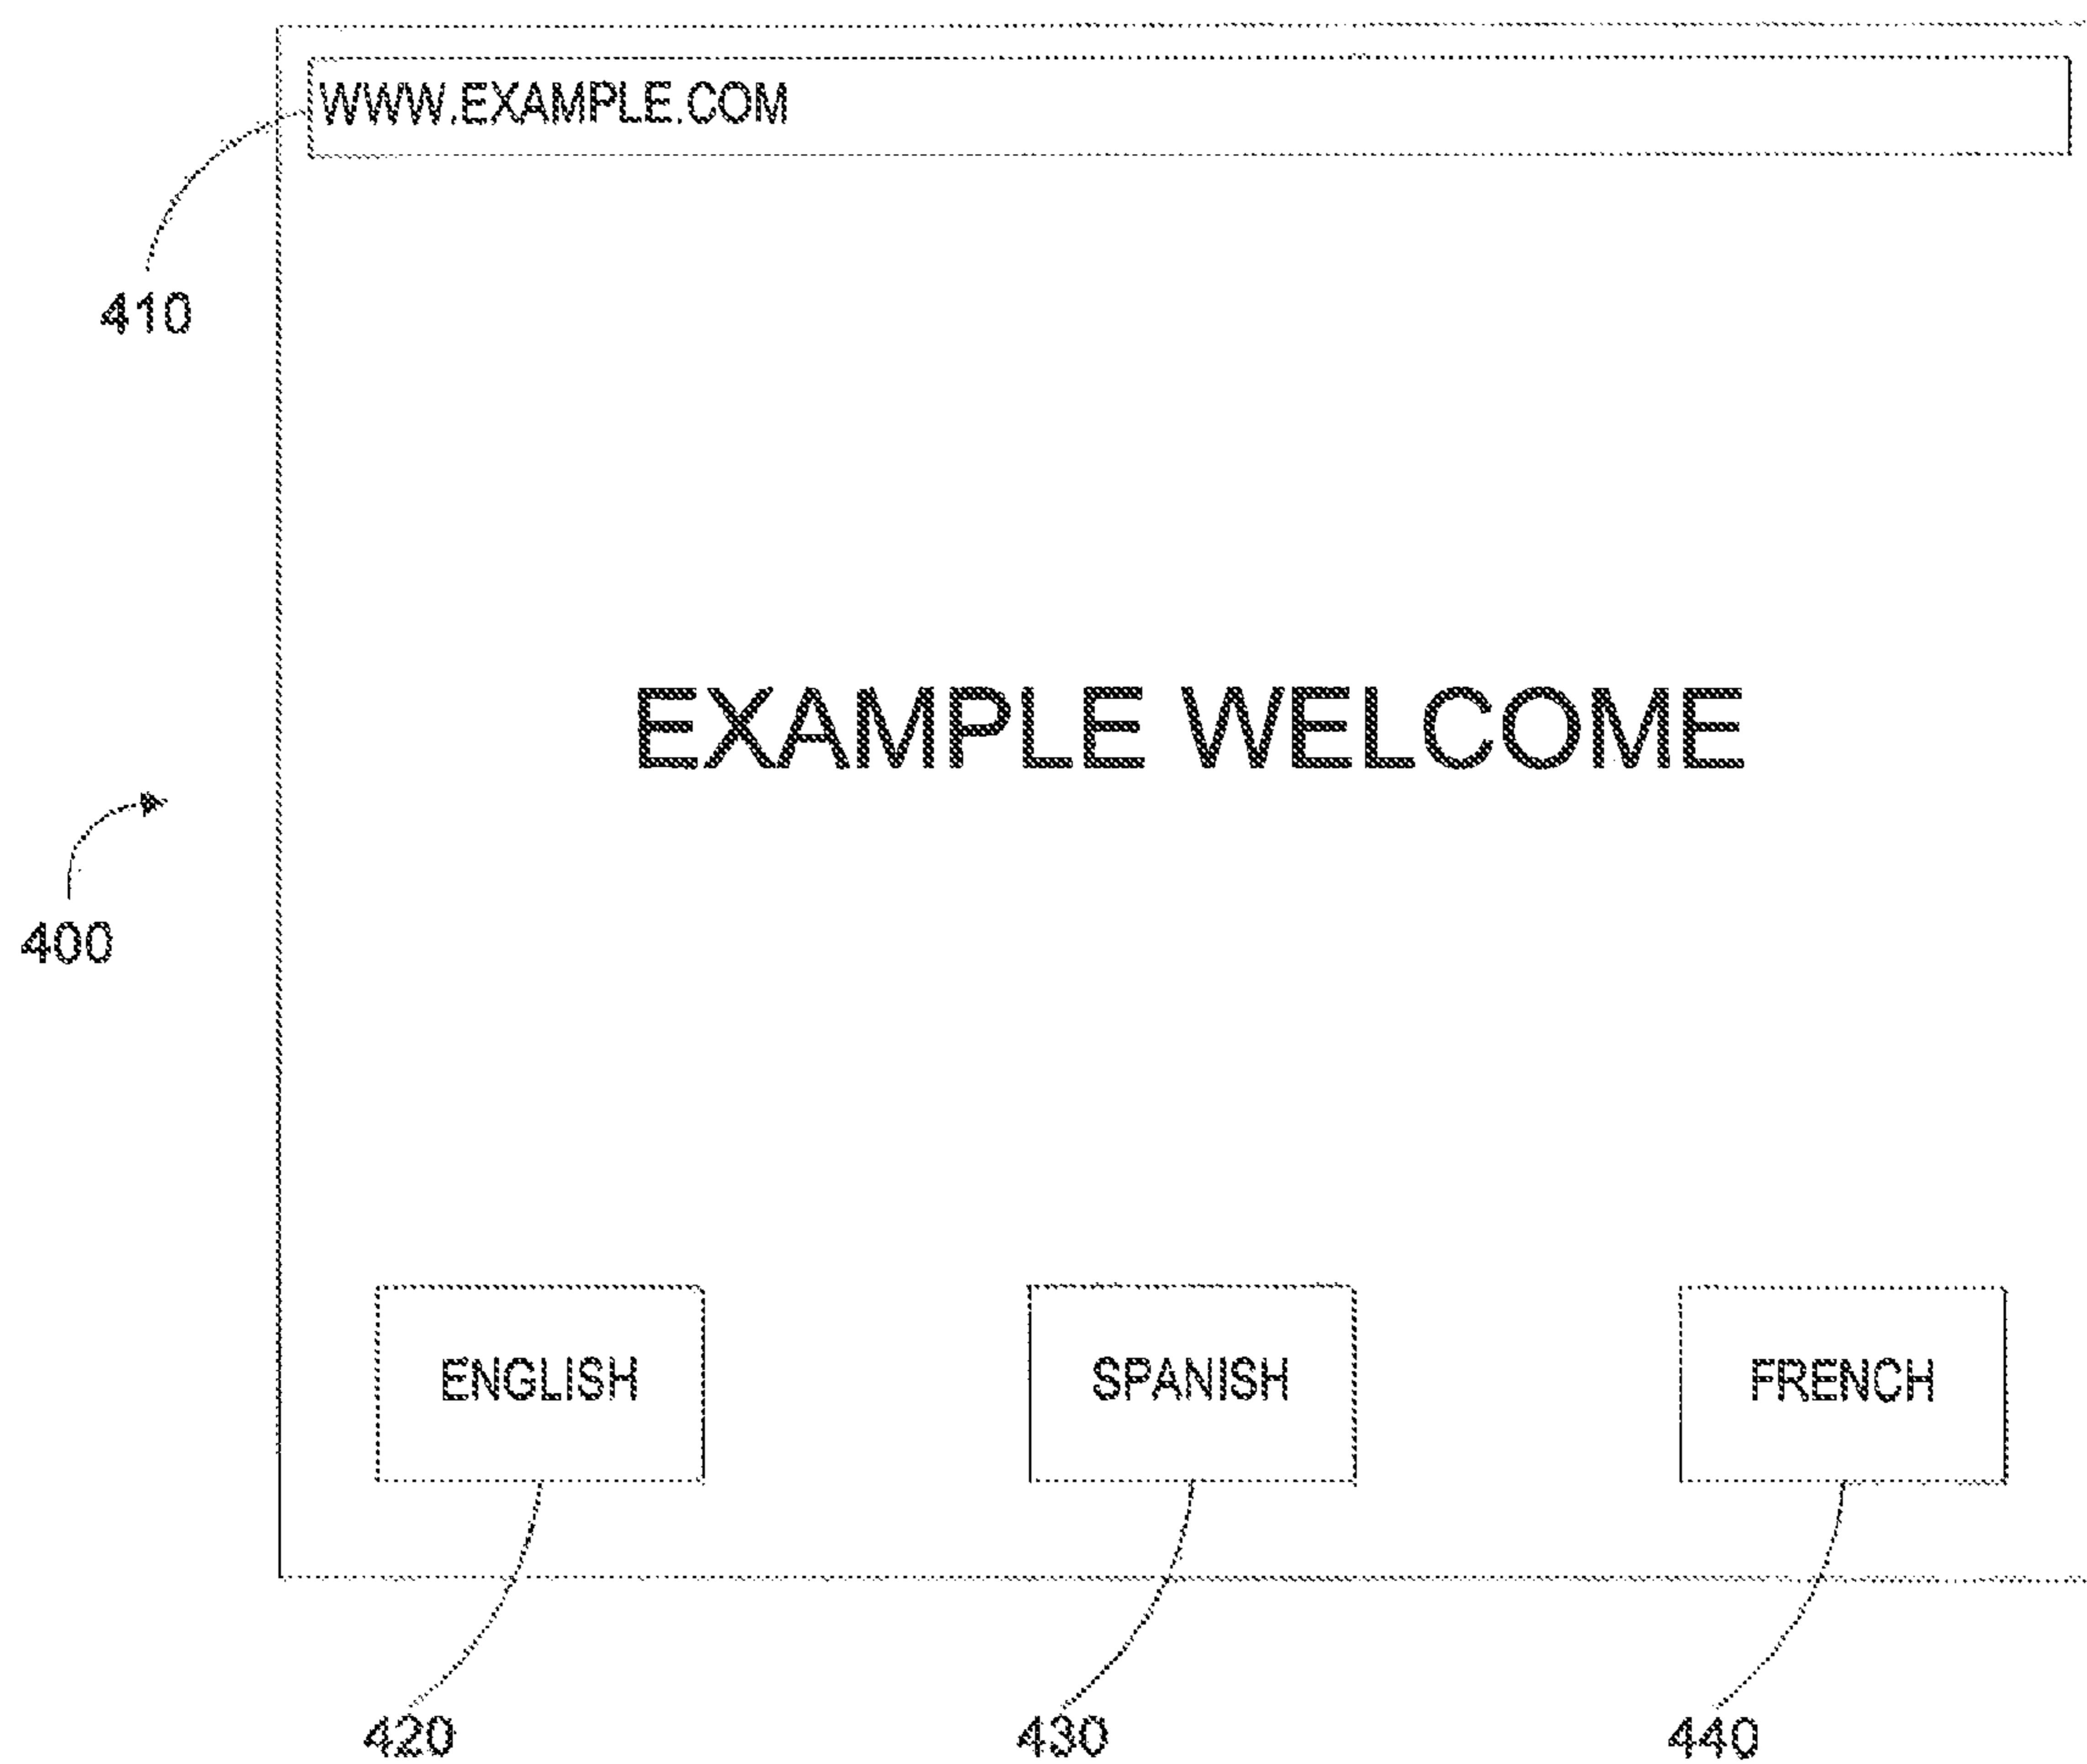 WWW.EXAMPLE.COM
410
EXAMPLE WELCOME
400
ENGLISH SPANISH FRENCH
420 430 440